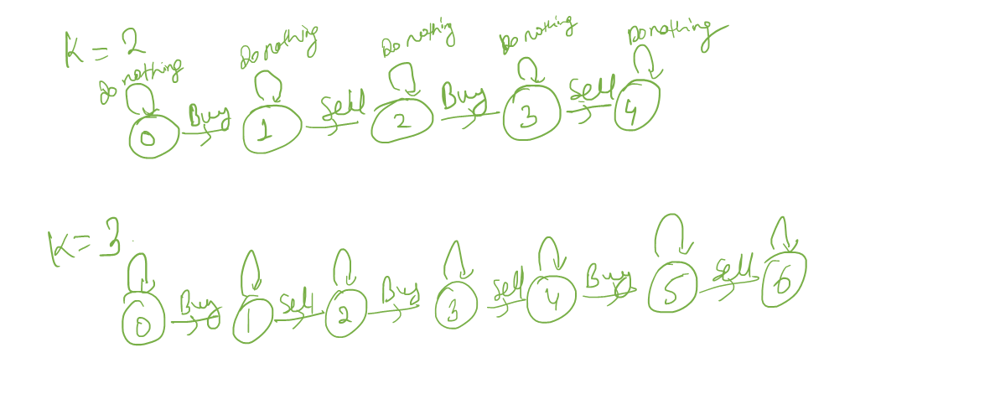 K = 2
Do nothing Do nothing Do nothing Do nothing Do nothing
0 Buy 1 Sell 2 Buy 3 Sell 4
K = 3
0 Buy 1 Sell 2 Buy 3 Sell 4 Buy 5 Sell 6